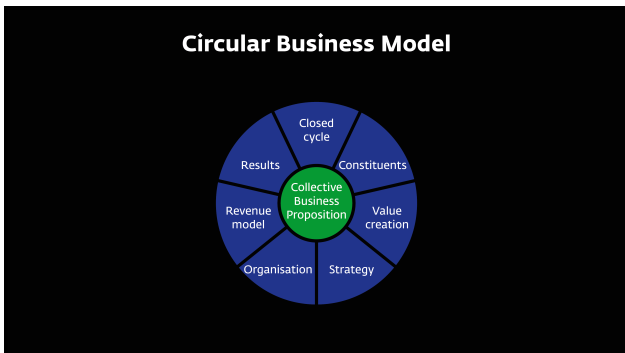 Circular Business Model
Closed
cycle
Constituents
Value
creation
Strategy
Organisation
Revenue
model
Results
Collective
Business
Proposition